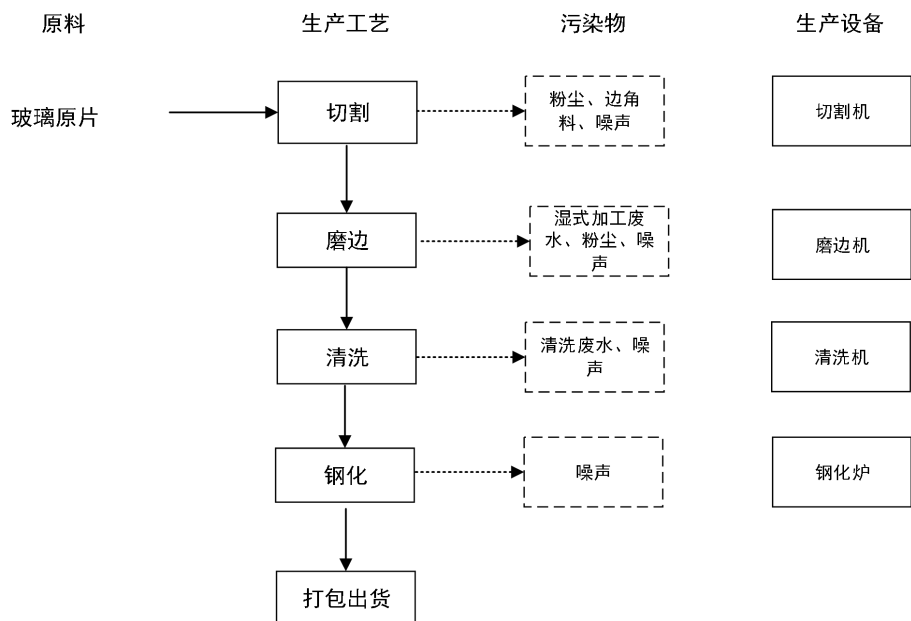 原料
生产工艺
污染物
生产设备
玻璃原片
切割
粉尘、边角
料、噪声
切割机
磨边
湿式加工废
水、粉尘、噪
声
磨边机
清洗
清洗废水、噪
声
清洗机
钢化
噪声
钢化炉
打包出货